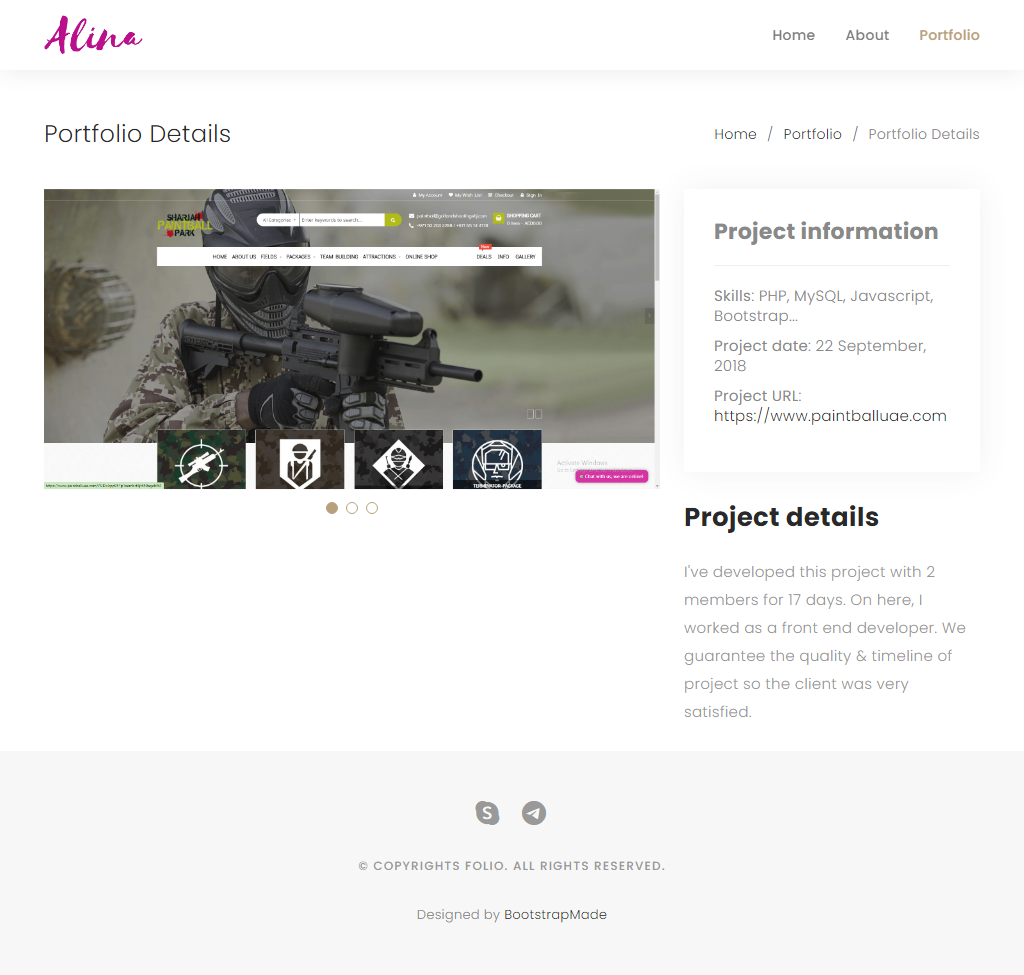 Alina
Home About Portfolio
Portfolio Details
Home / Portfolio / Portfolio Details
My Account My Wish List Checkout Sign In
SHARJAH
PAINTBALL
PARK
All Categories Enter keywords to search...
SHOPPING CART
New
HOME ABOUT US FIELDS PACKAGES TEAM BUILDING ATTRACTIONS ONLINE SHOP DEALS INFO GALLERY
TERMINATOR PACKAGE
Activate Windows
Chat with us, we are online!
Project information
Skills: PHP, MySQL, Javascript,
Bootstrap...
Project date: 22 September,
2018
Project URL:
https://www.paintballuae.com
Project details
I've developed this project with 2
members for 17 days. On here, I
worked as a front end developer. We
guarantee the quality & timeline of
project so the client was very
satisfied.
© COPYRIGHTS FOLIO. ALL RIGHTS RESERVED.
Designed by BootstrapMade